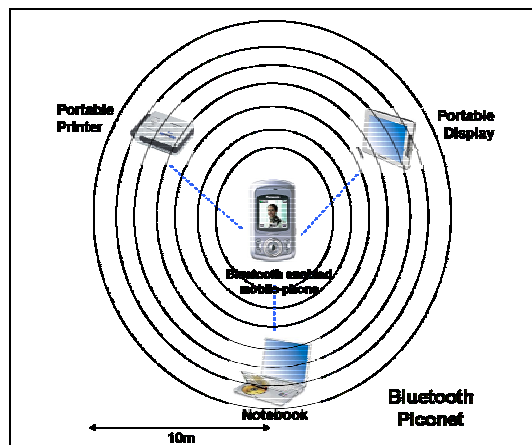 Portable
Printer
Portable
Display
Bluetooth enabled
mobile phone
Notebook
Bluetooth
Piconet
10m